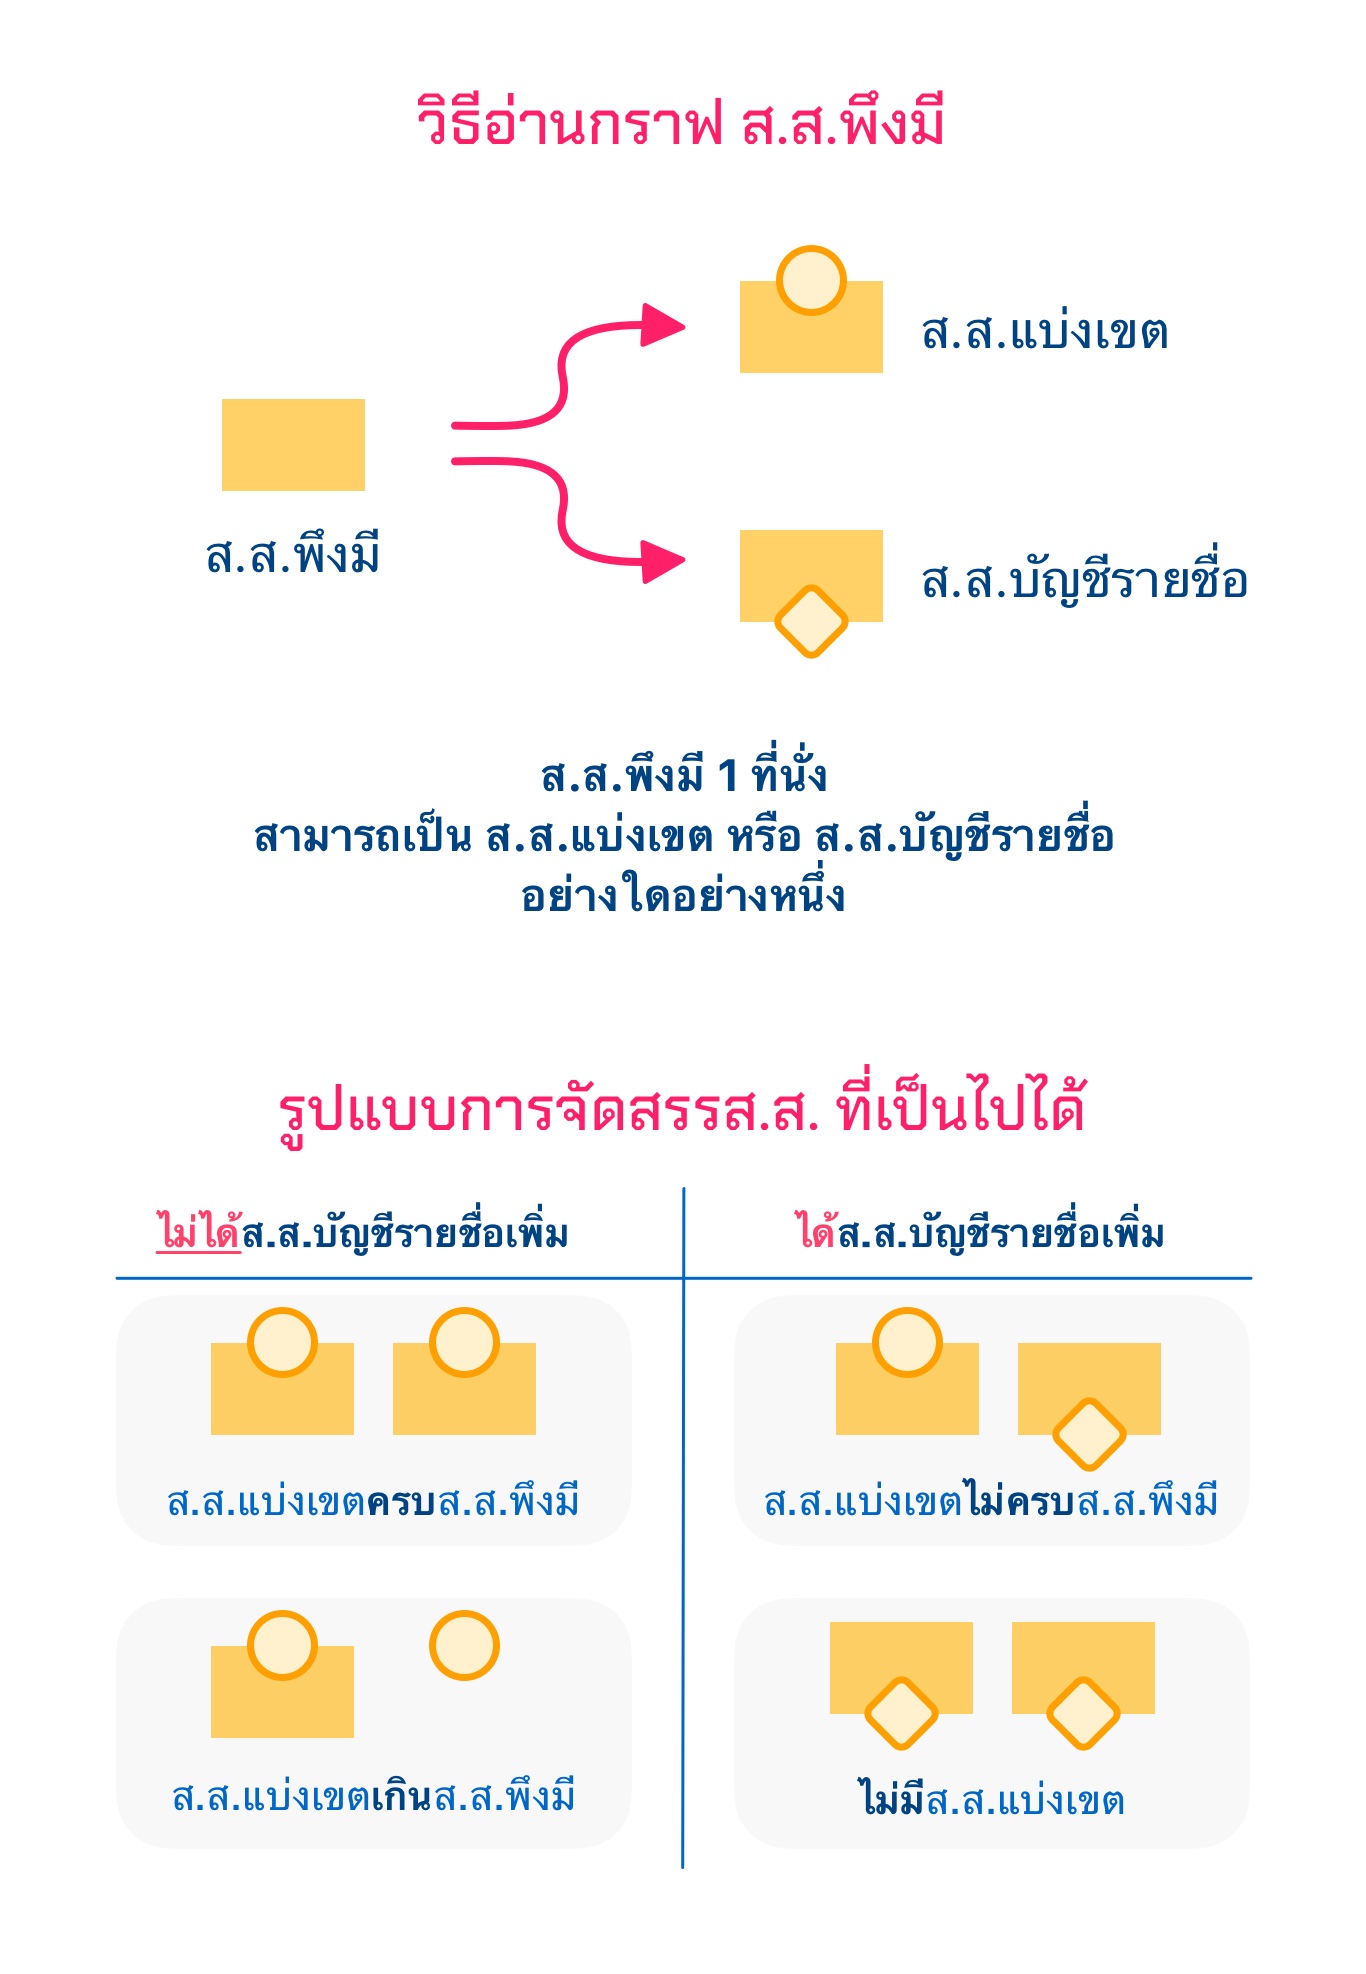 วิธีอ่านกราฟ ส.ส.พึงมี
ส.ส.แบ่งเขต
ส.ส.พึงมี
ส.ส.บัญชีรายชื่อ
ส.ส.พึงมี 1 ที่นั่ง
สามารถเป็น ส.ส.แบ่งเขต หรือ ส.ส.บัญชีรายชื่อ
อย่างใดอย่างหนึ่ง
รูปแบบการจัดสรรส.ส. ที่เป็นไปได้
ไม่ได้ส.ส.บัญชีรายชื่อเพิ่ม
ได้ส.ส.บัญชีรายชื่อเพิ่ม
ส.ส.แบ่งเขตครบส.ส.พึงมี
ส.ส.แบ่งเขตไม่ครบส.ส.พึงมี
ส.ส.แบ่งเขตเกินส.ส.พึงมี
ไม่มีส.ส.แบ่งเขต